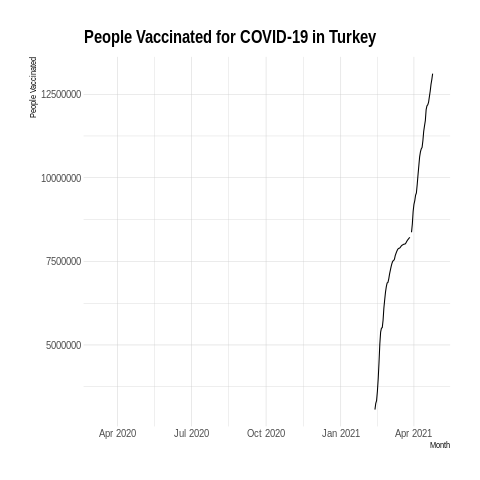 People Vaccinated for COVID-19 in Turkey
People Vaccinated
12500000
10000000
7500000
5000000
Apr 2020 Jul 2020 Oct 2020 Jan 2021 Apr 2021
Month